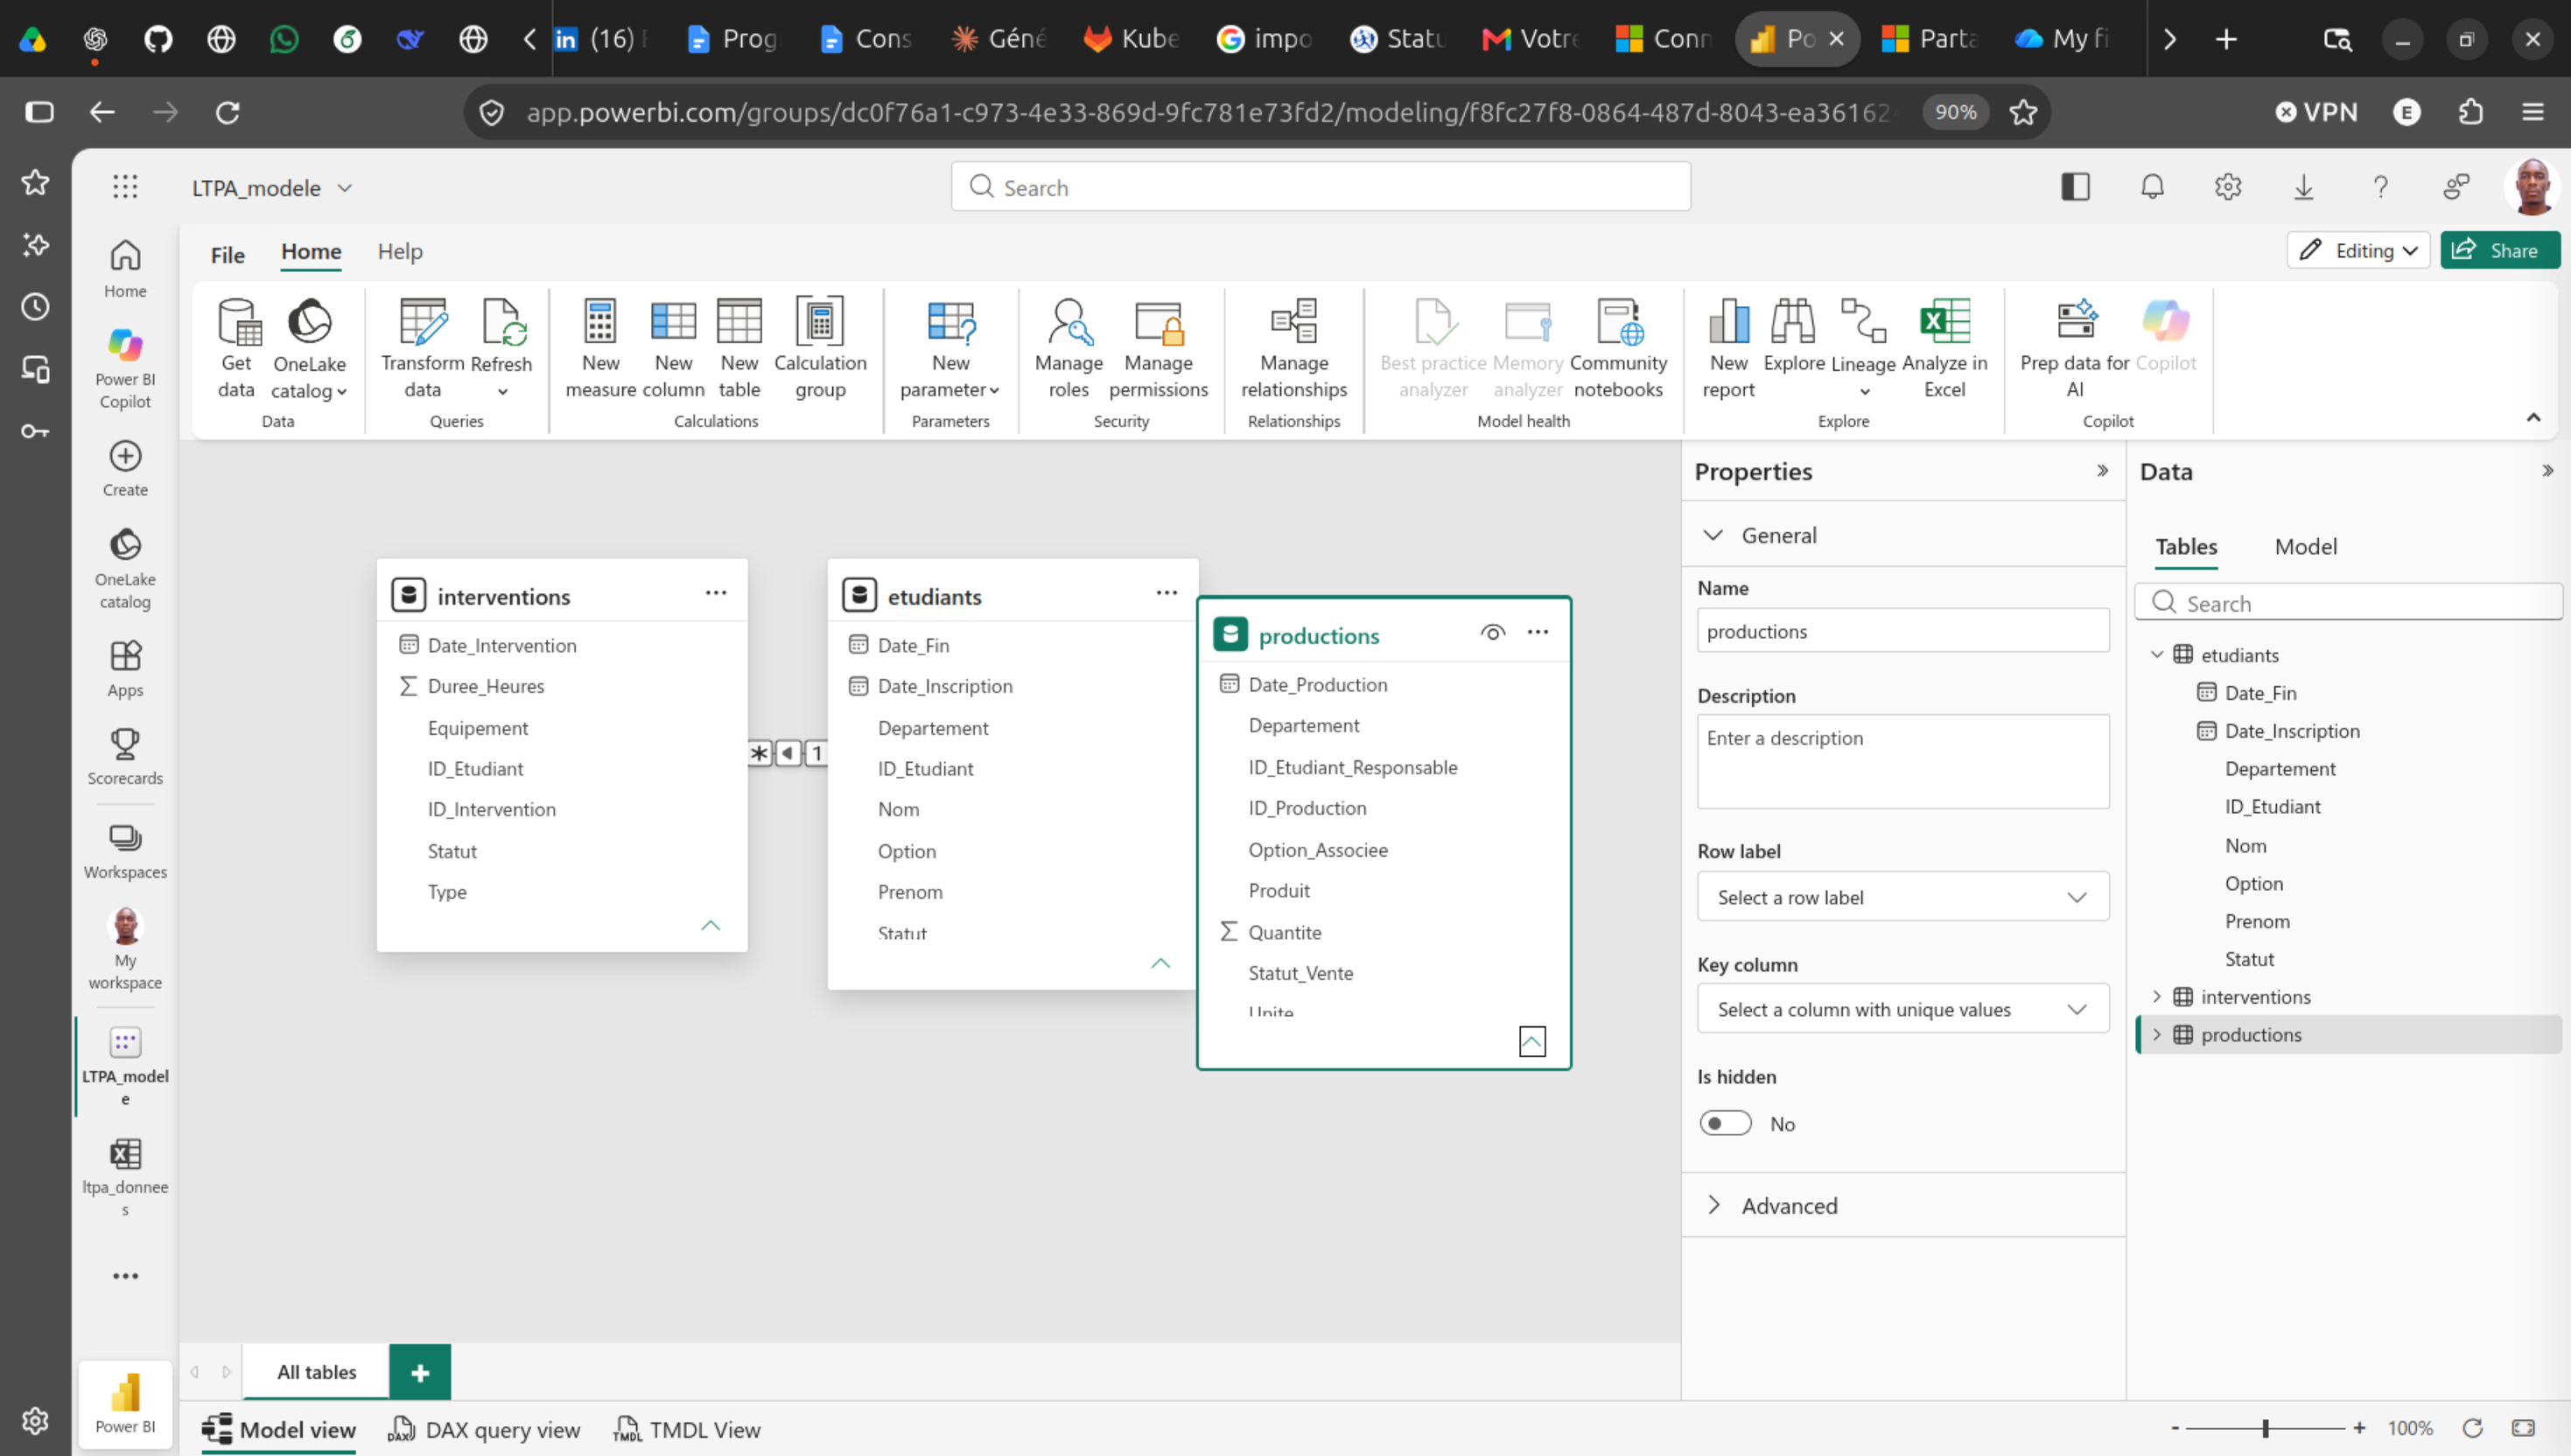 (16)
Prog
Cons
Géné
Kube
impo
Statu
Votre
Conn
Po
Parta
My fi
app.powerbi.com/groups/dc0f76a1-c973-4e33-869d-9fc781e73fd2/modeling/f8fc27f8-0864-487d-8043-ea36162
90%
VPN
E
LTPA_modele
Search
File
Home
Help
Editing
Share
Get data
OneLake catalog
Data
Transform data
Refresh
Queries
New measure
New column
New table
Calculation group
Calculations
New parameter
Parameters
Manage roles
Manage permissions
Security
Manage relationships
Relationships
Best practice analyzer
Memory analyzer
Community notebooks
Model health
New report
Explore
Lineage
Analyze in Excel
Explore
Prep data for AI
Copilot
Copilot
Home
Power BI Copilot
Create
OneLake catalog
Apps
Scorecards
Workspaces
My workspace
LTPA_model
e
ltpa_donnee
s
Power BI
interventions
Date_Intervention
Duree_Heures
Equipement
ID_Etudiant
ID_Intervention
Statut
Type
* 1
etudiants
Date_Fin
Date_Inscription
Departement
ID_Etudiant
Nom
Option
Prenom
Statut
productions
Date_Production
Departement
ID_Etudiant_Responsable
ID_Production
Option_Associee
Produit
Quantite
Statut_Vente
Unite
Properties
General
Name
productions
Description
Enter a description
Row label
Select a row label
Key column
Select a column with unique values
Is hidden
No
Advanced
Data
Tables
Model
Search
etudiants
Date_Fin
Date_Inscription
Departement
ID_Etudiant
Nom
Option
Prenom
Statut
interventions
productions
All tables
Model view
DAX query view
TMDL View
- + 100%